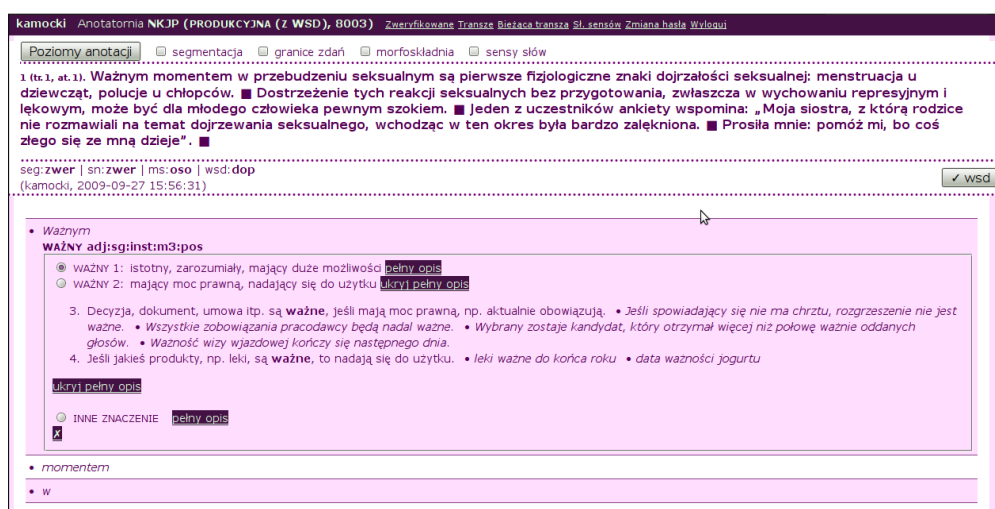 kamocki Anotatornia NKJP (PRODUKCYJNA (Z WSD), 8003) Zweryfikowane Transze Bieżąca transza Sł. sensów Zmiana hasła Wyloguj
Poziomy anotacji segmentacja granice zdań morfoskładnia sensy słów
1 (tr.1, at.1). Ważnym momentem w przebudzeniu seksualnym są pierwsze fizjologiczne znaki dojrzałości seksualnej: menstruacja u
dziewcząt, polucje u chłopców. ■ Dostrzeżenie tych reakcji seksualnych bez przygotowania, zwłaszcza w wychowaniu represyjnym i
lękowym, może być dla młodego człowieka pewnym szokiem. ■ Jeden z uczestników ankiety wspomina: „Moja siostra, z którą rodzice
nie rozmawiali na temat dojrzewania seksualnego, wchodząc w ten okres była bardzo zalękniona. ■ Prosiła mnie: pomóż mi, bo coś
złego się ze mną dzieje”. ■
seg:zwer | sn:zwer | ms:oso | wsd:dop
(kamocki, 2009-09-27 15:56:31)
✓ wsd
• Ważnym
WAŻNY adj:sg:inst:m3:pos
WAŻNY 1: istotny, zarozumiały, mający duże możliwości pełny opis
WAŻNY 2: mający moc prawną, nadający się do użytku ukryj pełny opis
3. Decyzja, dokument, umowa itp. są ważne, jeśli mają moc prawną, np. aktualnie obowiązują. • Jeśli spowiadający się nie ma chrztu, rozgrzeszenie nie jest
ważne. • Wszystkie zobowiązania pracodawcy będą nadal ważne. • Wybrany zostaje kandydat, który otrzymał więcej niż połowę ważnie oddanych
głosów. • Ważność wizy wjazdowej kończy się następnego dnia.
4. Jeśli jakieś produkty, np. leki, są ważne, to nadają się do użytku. • leki ważne do końca roku • data ważności jogurtu
ukryj pełny opis
INNE ZNACZENIE pełny opis
x
• momentem
• w